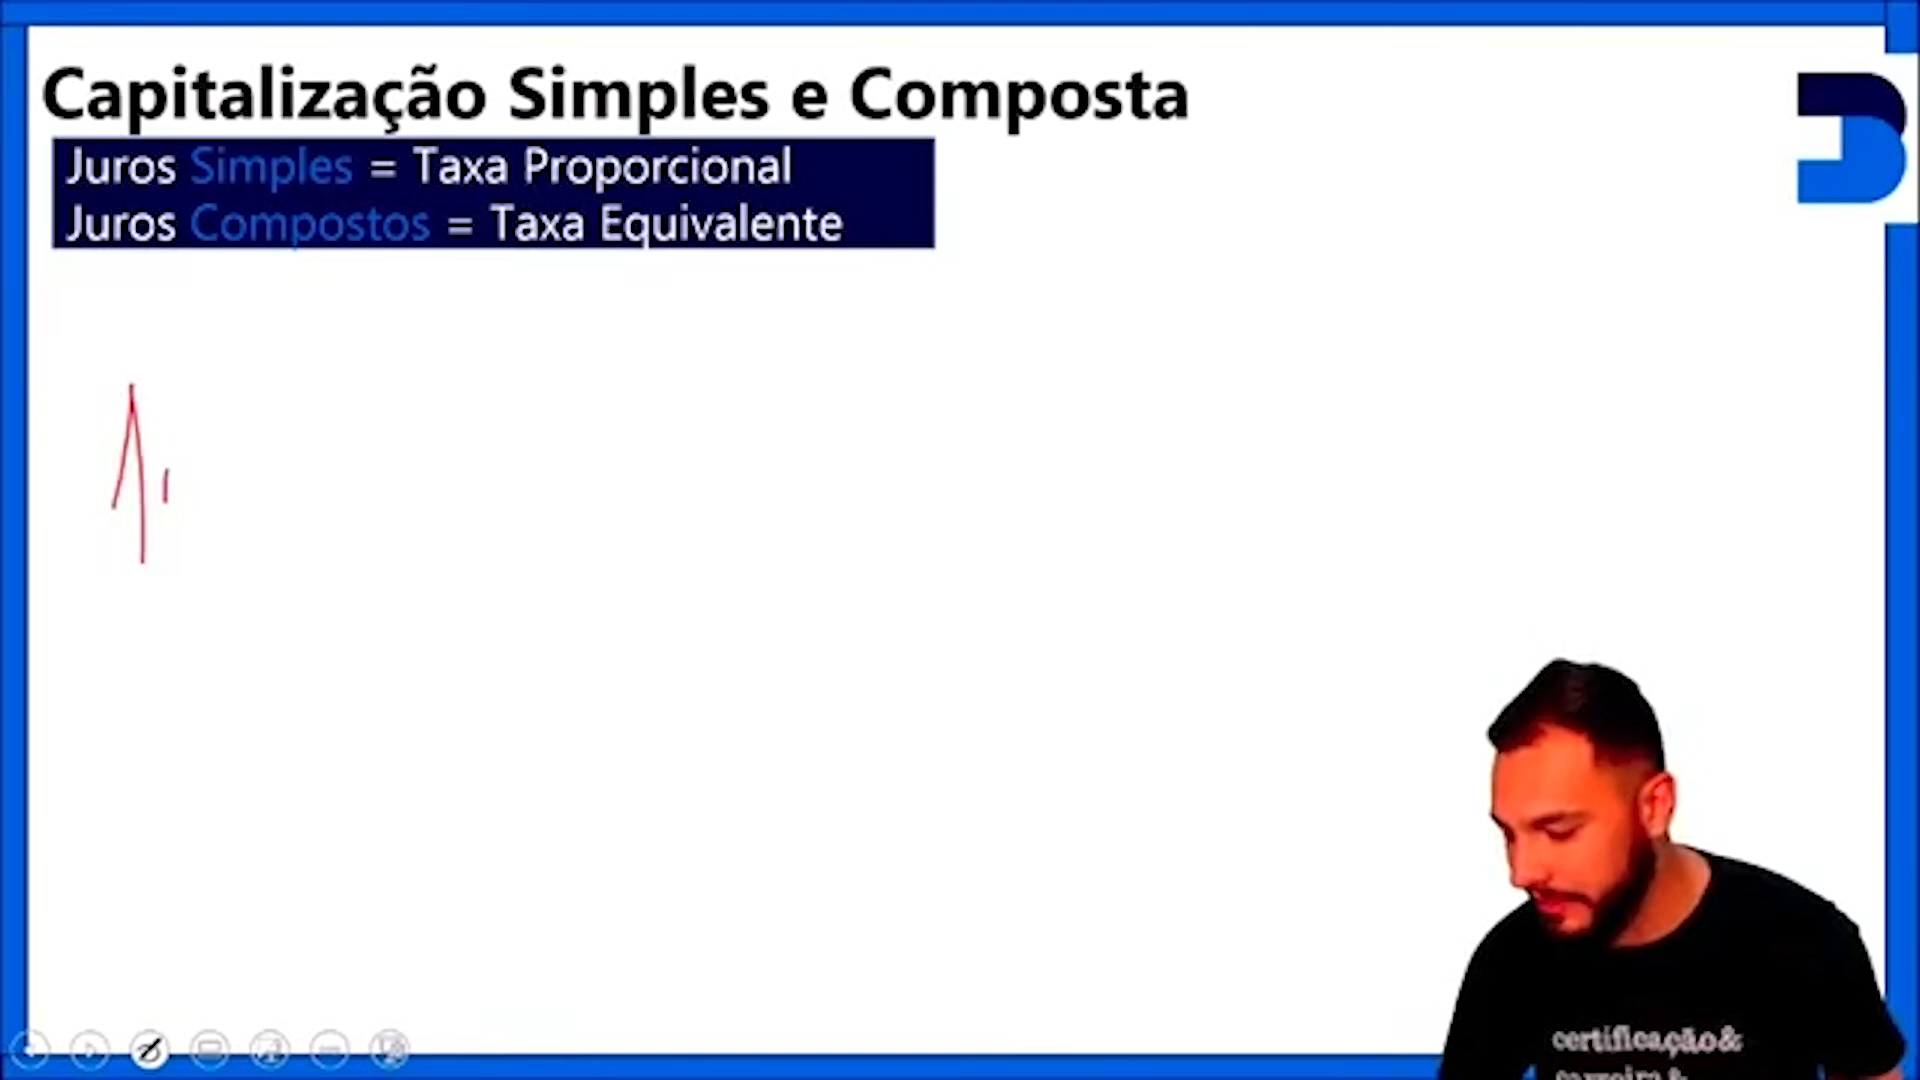 Capitalização Simples e Composta
Juros Simples = Taxa Proporcional
Juros Compostos = Taxa Equivalente
certificação&